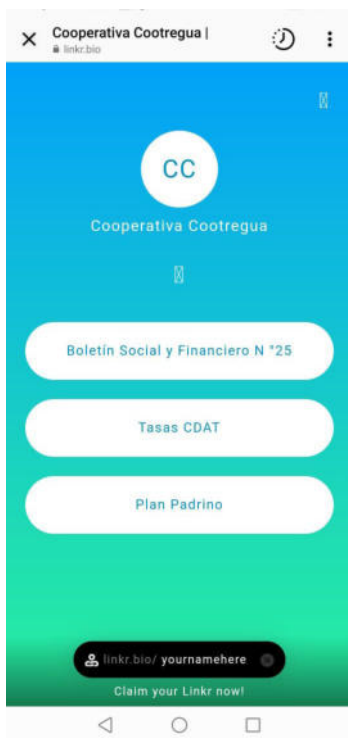 Cooperativa Cootregua |
linkr.bio
CC
Cooperativa Cootregua
Boletín Social y Financiero N °25
Tasas CDAT
Plan Padrino
linkr.bio/ yournamehere
Claim your Linkr now!